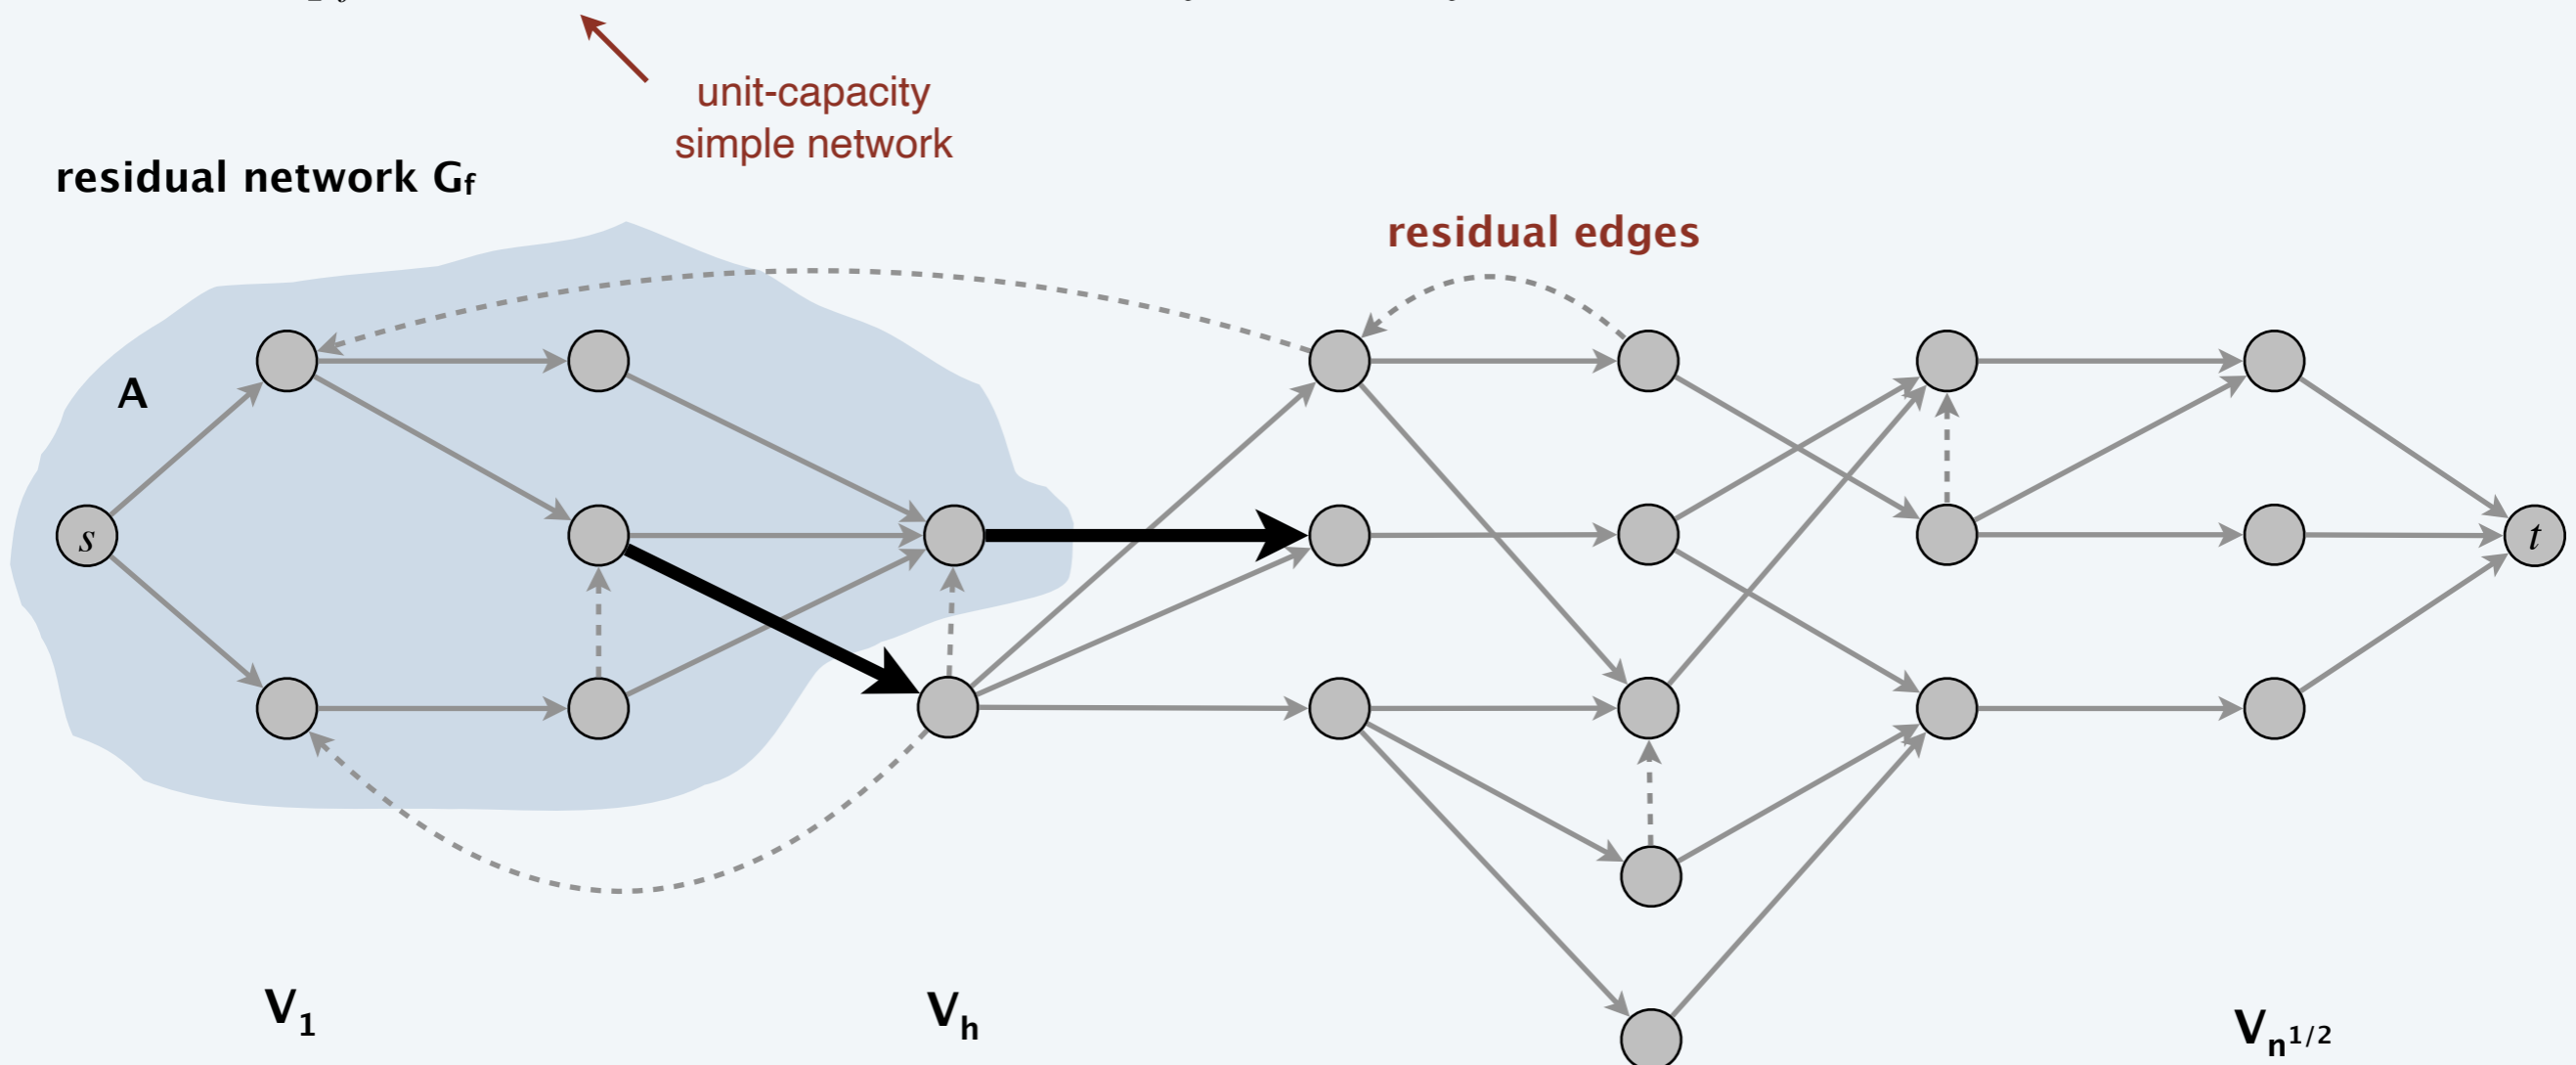 unit-capacity
simple network
residual network Gf
residual edges
A
s
t
V1
Vh
Vn1/2